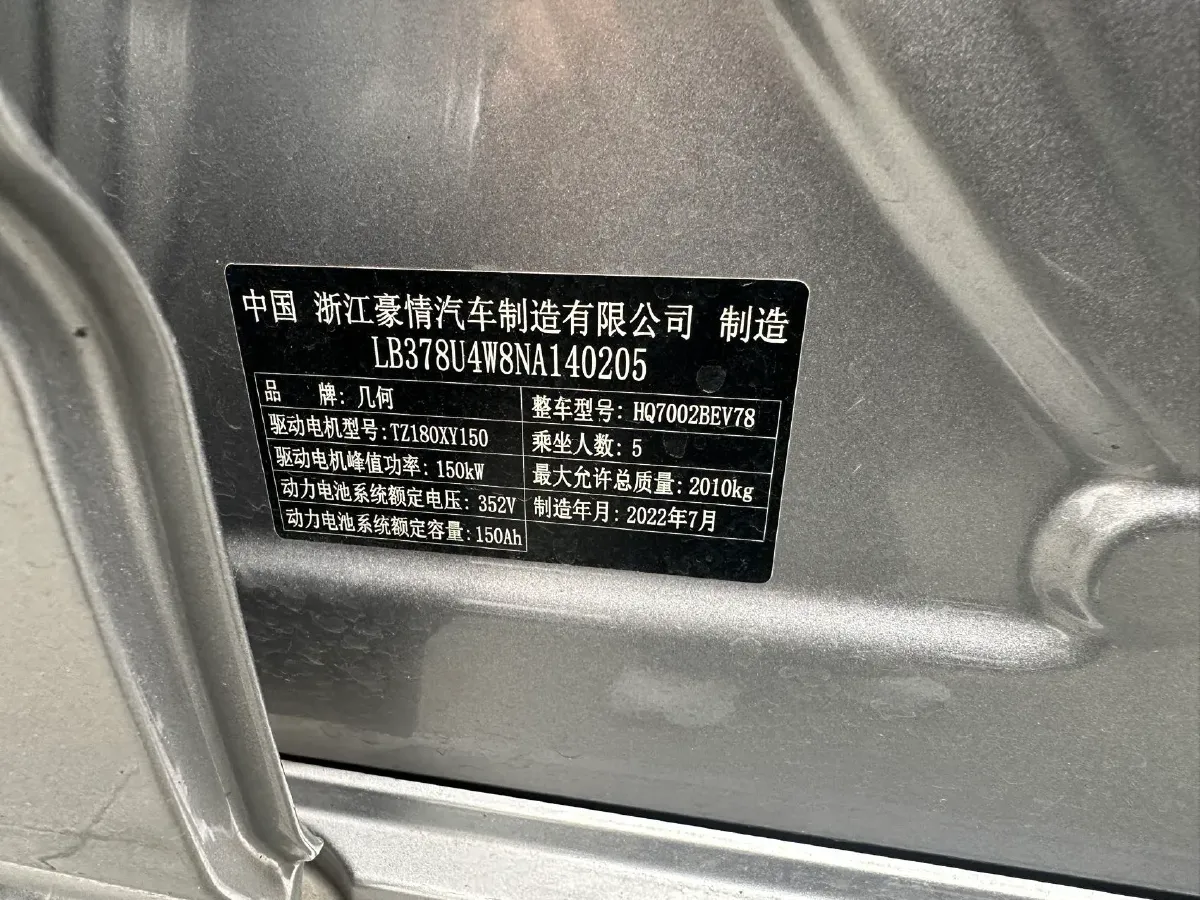 中国 浙江豪情汽车制造有限公司 制造
LB378U4W8NA140205
品 牌: 几何
驱动电机型号:TZ180XY150
驱动电机峰值功率: 150kW
动力电池系统额定电压: 352V
动力电池系统额定容量: 150Ah
整车型号: HQ7002BEV78
乘坐人数: 5
最大允许总质量: 2010kg
制造年月: 2022年7月